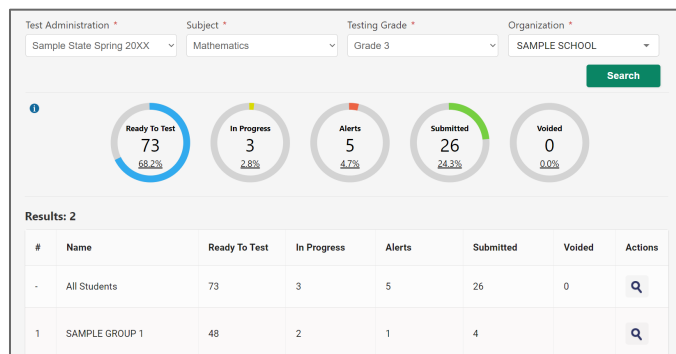 Test Administration * Subject * Testing Grade * Organization *
Sample State Spring 20XX Mathematics Grade 3 SAMPLE SCHOOL
Search
Ready To Test In Progress Alerts Submitted Voided
73 3 5 26 0
68.2% 2.8% 4.7% 24.3% 0.0%
Results: 2
# Name Ready To Test In Progress Alerts Submitted Voided Actions
- All Students 73 3 5 26 0
1 SAMPLE GROUP 1 48 2 1 4